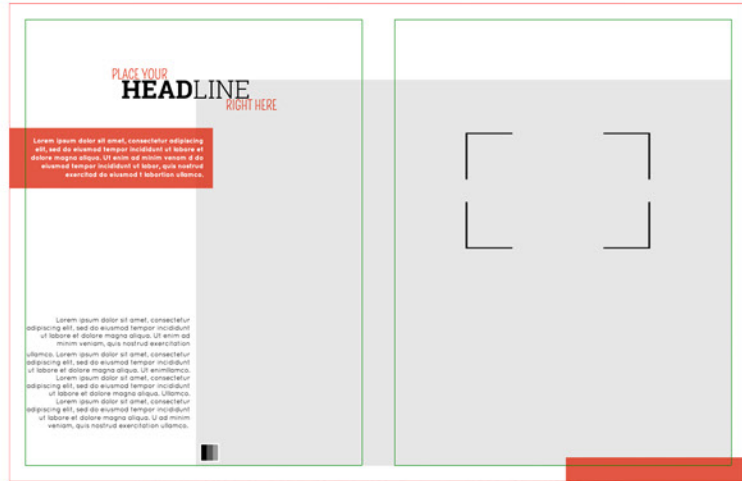 PLACE YOUR
HEADLINE
RIGHT HERE
Lorem ipsum dolor sit amet, consectetur adipiscing
elit, sed do eiusmod tempor incididunt ut labore et
dolore magna aliqua. Ut enim ad minim venam d do
eiusmod tempor incididunt ut labor, quis nostrud
exercitad do eiusmod t labortion ullamco.
Lorem ipsum dolor sit amet, consectetur
adipiscing elit, sed do eiusmod tempor incididunt
ut labore et dolore magna aliqua. Ut enim ad
minim veniam, quis nostrud exercitation
ullamco. Lorem ipsum dolor sit amet, consectetur
adipiscing elit, sed do eiusmod tempor incididunt
ut labore et dolore magna aliqua. Ut enimllamco.
Lorem ipsum dolor sit amet, consectetur
adipiscing elit, sed do eiusmod tempor incididunt
ut labore et dolore magna aliqua. Ullamco.
Lorem ipsum dolor sit amet, consectetur
adipiscing elit, sed do eiusmod tempor incididunt
ut labore et dolore magna aliqua. U ad minim
veniam, quis nostrud exercitation ullamco.